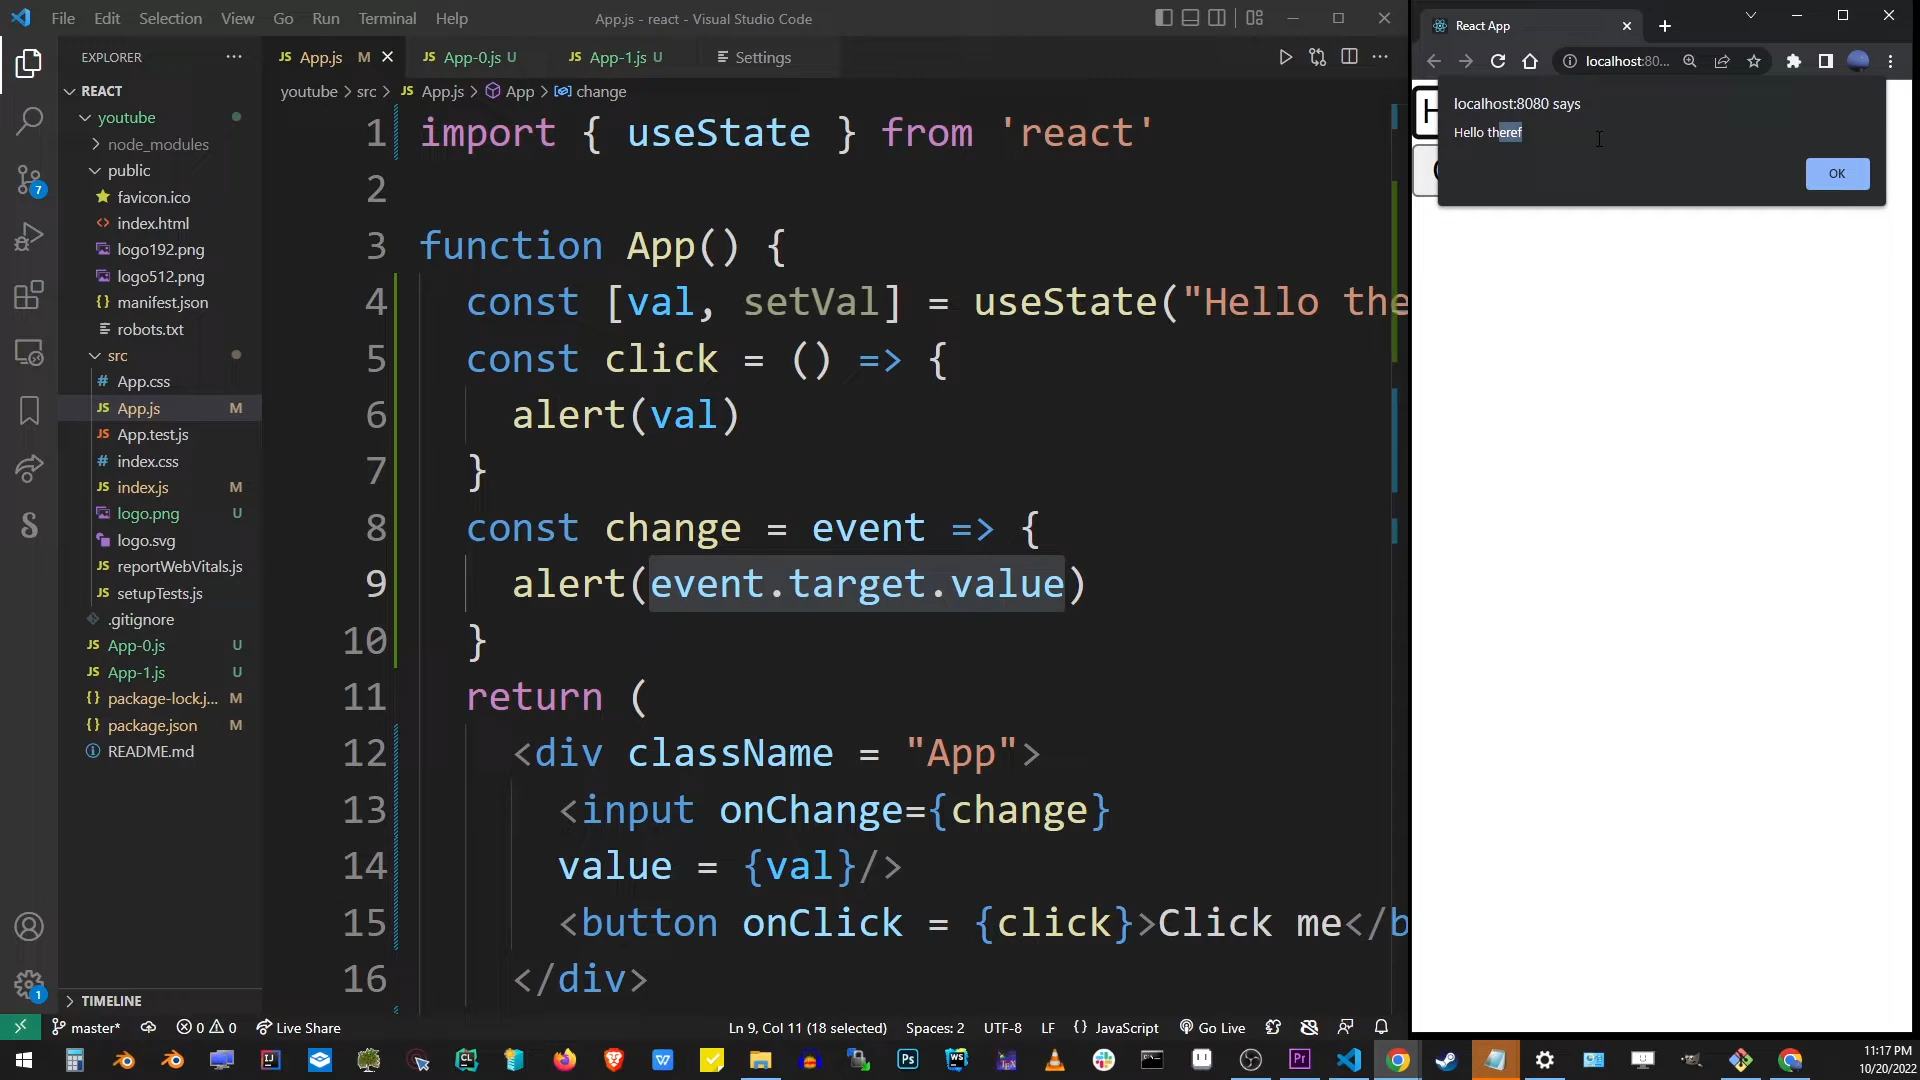 File Edit Selection View Go Run Terminal Help
App.js - react - Visual Studio Code
EXPLORER
REACT
youtube
node_modules
public
favicon.ico
index.html
logo192.png
logo512.png
manifest.json
robots.txt
src
App.css
App.js M
App.test.js
index.css
index.js M
logo.png U
logo.svg
reportWebVitals.js
setupTests.js
.gitignore
App-0.js U
App-1.js U
package-lock.j... M
package.json M
README.md
TIMELINE
7
1
JS App.js M
JS App-0.js U
JS App-1.js U
Settings
youtube > src > JS App.js > App > change
1 import { useState } from 'react'
2
3 function App() {
4 const [val, setVal] = useState("Hello the
5 const click = () => {
6 alert(val)
7 }
8 const change = event => {
9 alert(event.target.value)
10 }
11 return (
12 <div className = "App">
13 <input onChange={change}
14 value = {val}/>
15 <button onClick = {click}>Click me</b
16 </div>
master* 0 0 Live Share
Ln 9, Col 11 (18 selected) Spaces: 2 UTF-8 LF {} JavaScript Go Live
React App
localhost:80...
localhost:8080 says
Hello theref
OK
H
11:17 PM
10/20/2022